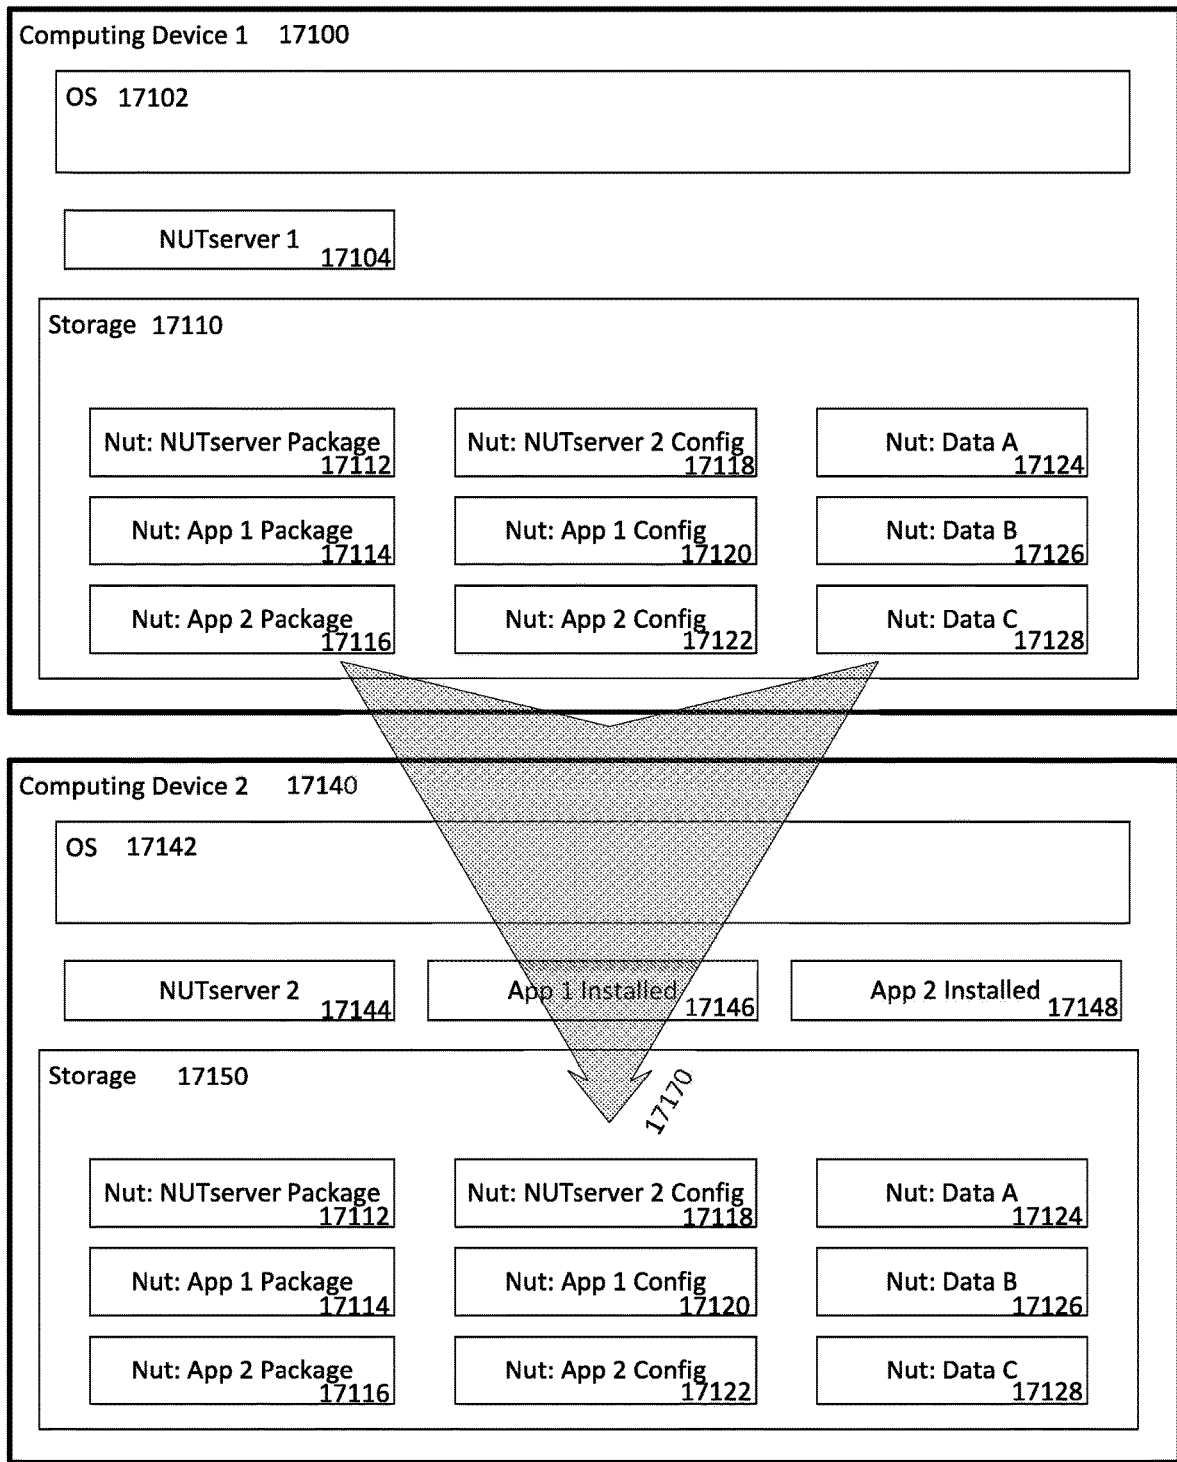 Computing Device 1 17100
OS 17102
NUTserver 1
17104
Storage 17110
Nut: NUTserver Package
17112
Nut: NUTserver 2 Config
17118
Nut: Data A
17124
Nut: App 1 Package
17114
Nut: App 1 Config
17120
Nut: Data B
17126
Nut: App 2 Package
17116
Nut: App 2 Config
17122
Nut: Data C
17128
Computing Device 2 17140
OS 17142
NUTserver 2
17144
App 1 Installed
17146
App 2 Installed
17148
Storage 17150
17170
Nut: NUTserver Package
17112
Nut: NUTserver 2 Config
17118
Nut: Data A
17124
Nut: App 1 Package
17114
Nut: App 1 Config
17120
Nut: Data B
17126
Nut: App 2 Package
17116
Nut: App 2 Config
17122
Nut: Data C
17128